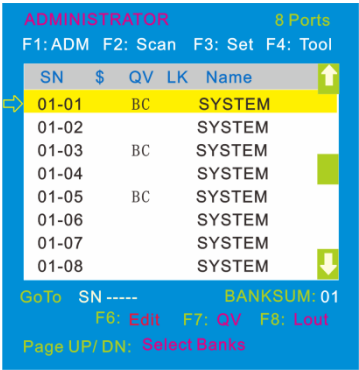 ADMINISTRATOR 8 Ports
F1: ADM F2: Scan F3: Set F4: Tool
SN $ QV LK Name
01-01 BC SYSTEM
01-02 SYSTEM
01-03 BC SYSTEM
01-04 SYSTEM
01-05 BC SYSTEM
01-06 SYSTEM
01-07 SYSTEM
01-08 SYSTEM
GoTo SN ----- BANKSUM: 01
F6: Edit F7: QV F8: Lout
Page UP/ DN: Select Banks